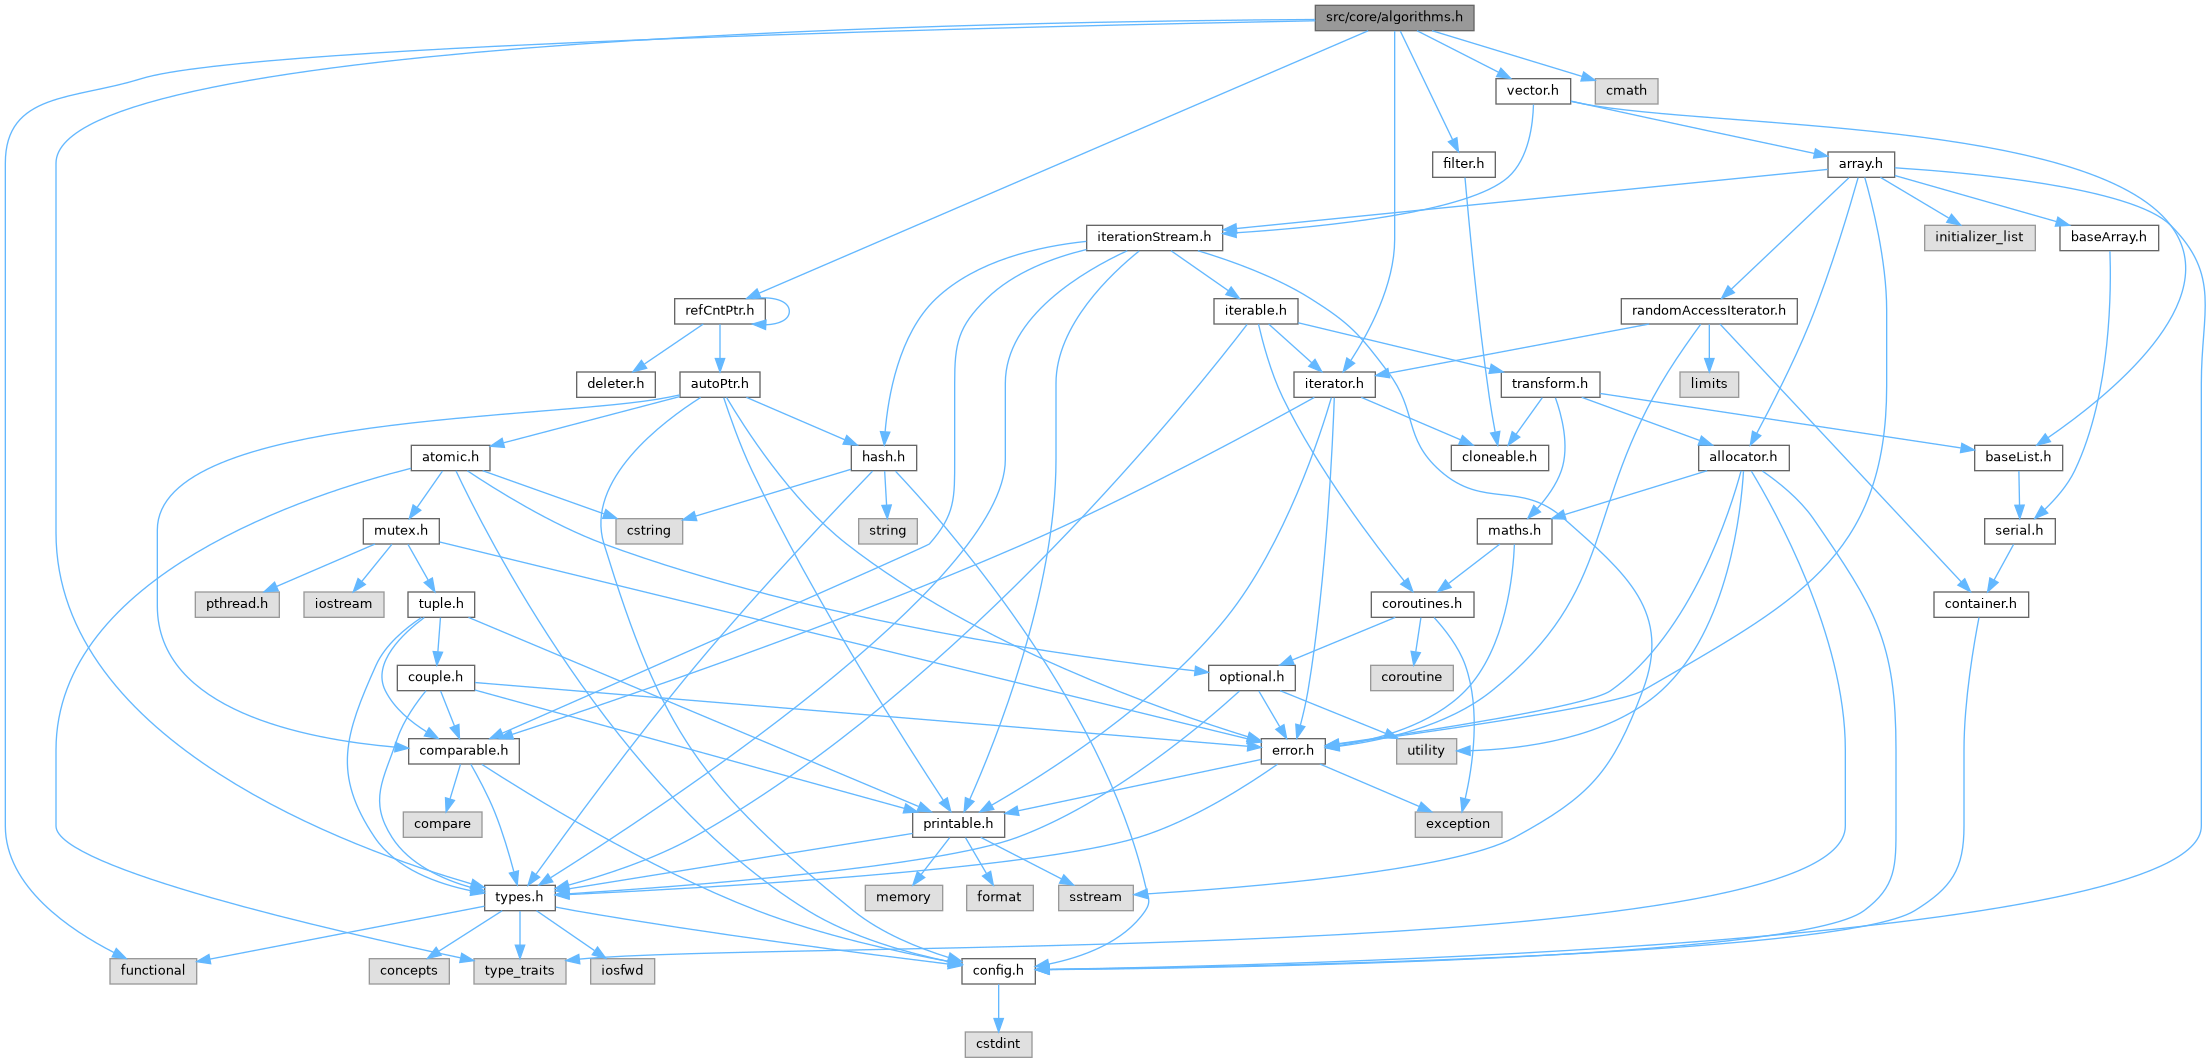 src/core/algorithms.h
vector.h
cmath
filter.h
array.h
iterationStream.h
initializer_list
baseArray.h
refCntPtr.h
iterable.h
randomAccessIterator.h
deleter.h
autoPtr.h
iterator.h
transform.h
limits
atomic.h
hash.h
cloneable.h
allocator.h
baseList.h
mutex.h
cstring
string
maths.h
serial.h
pthread.h
iostream
tuple.h
coroutines.h
container.h
couple.h
optional.h
coroutine
comparable.h
error.h
utility
compare
printable.h
exception
types.h
memory
format
sstream
functional
concepts
type_traits
iosfwd
config.h
cstdint